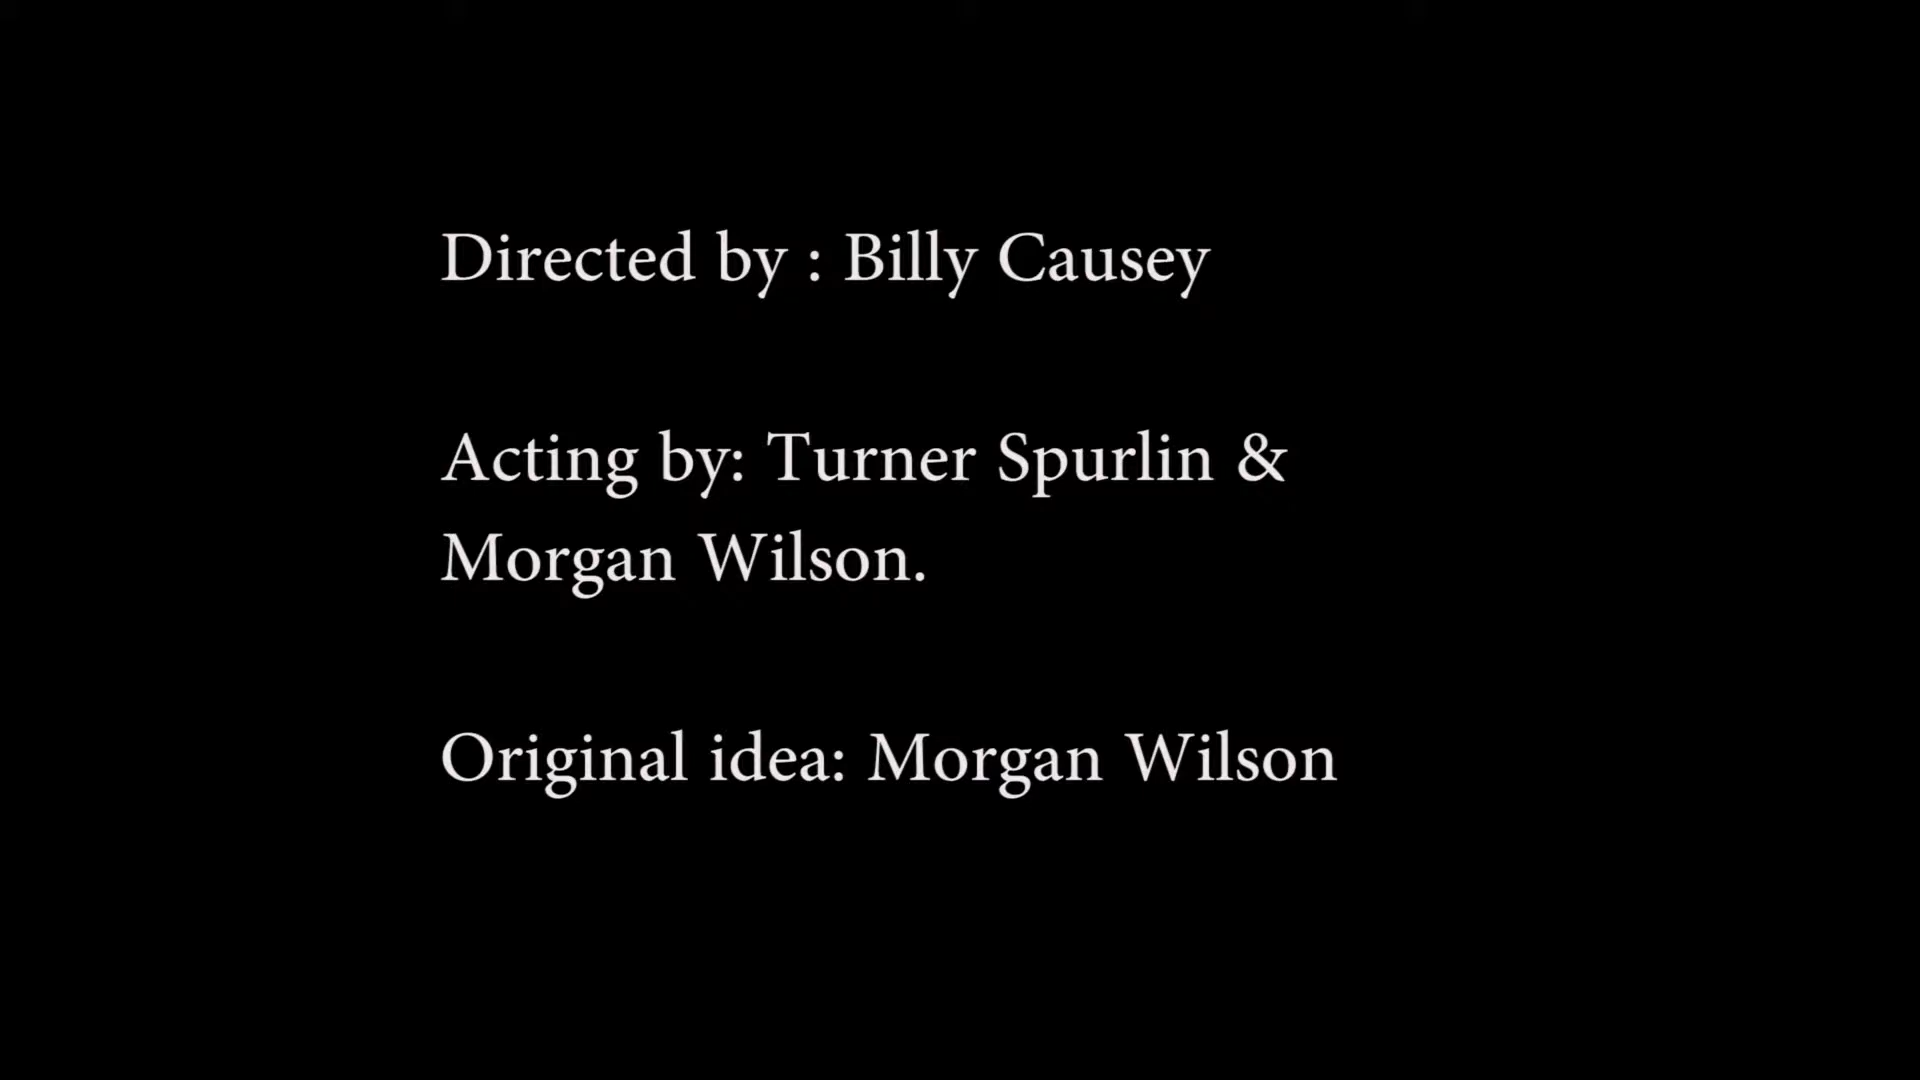 Directed by : Billy Causey
Acting by: Turner Spurlin &
Morgan Wilson.
Original idea: Morgan Wilson